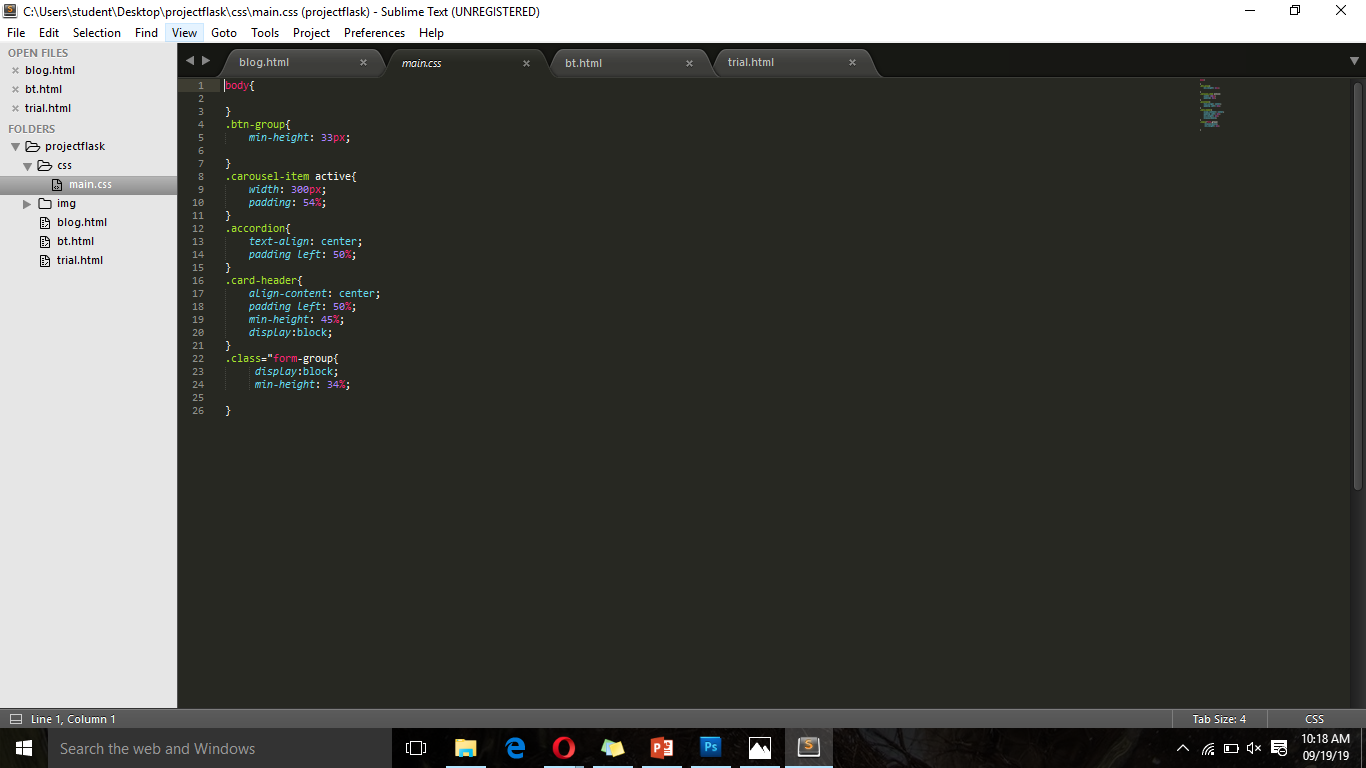 C:\Users\student\Desktop\projectflask\css\main.css (projectflask) - Sublime Text (UNREGISTERED)
File Edit Selection Find View Goto Tools Project Preferences Help
OPEN FILES
blog.html
bt.html
trial.html
FOLDERS
projectflask
css
main.css
img
blog.html
bt.html
trial.html
blog.html main.css bt.html trial.html
1 body{
2
3 }
4 .btn-group{
5 min-height: 33px;
6
7 }
8 .carousel-item active{
9 width: 300px;
10 padding: 54%;
11 }
12 .accordion{
13 text-align: center;
14 padding left: 50%;
15 }
16 .card-header{
17 align-content: center;
18 padding left: 50%;
19 min-height: 45%;
20 display:block;
21 }
22 .class="form-group{
23 display:block;
24 min-height: 34%;
25
26 }
Line 1, Column 1 Tab Size: 4 CSS
Search the web and Windows
Ps
S
10:18 AM
09/19/19